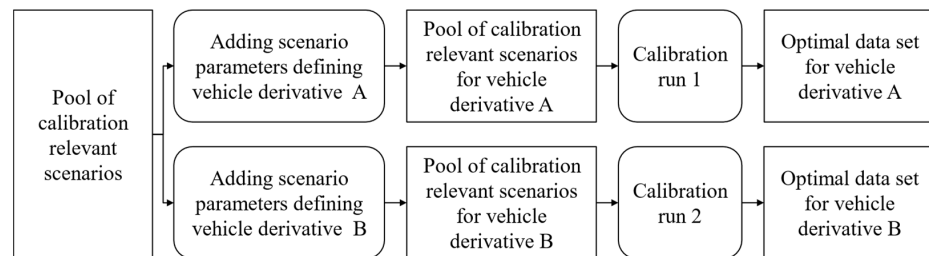 Pool of
calibration
relevant
scenarios
Adding scenario
parameters defining
vehicle derivative A
Pool of calibration
relevant scenarios
for vehicle
derivative A
Calibration
run 1
Optimal data set
for vehicle
derivative A
Adding scenario
parameters defining
vehicle derivative B
Pool of calibration
relevant scenarios
for vehicle
derivative B
Calibration
run 2
Optimal data set
for vehicle
derivative B